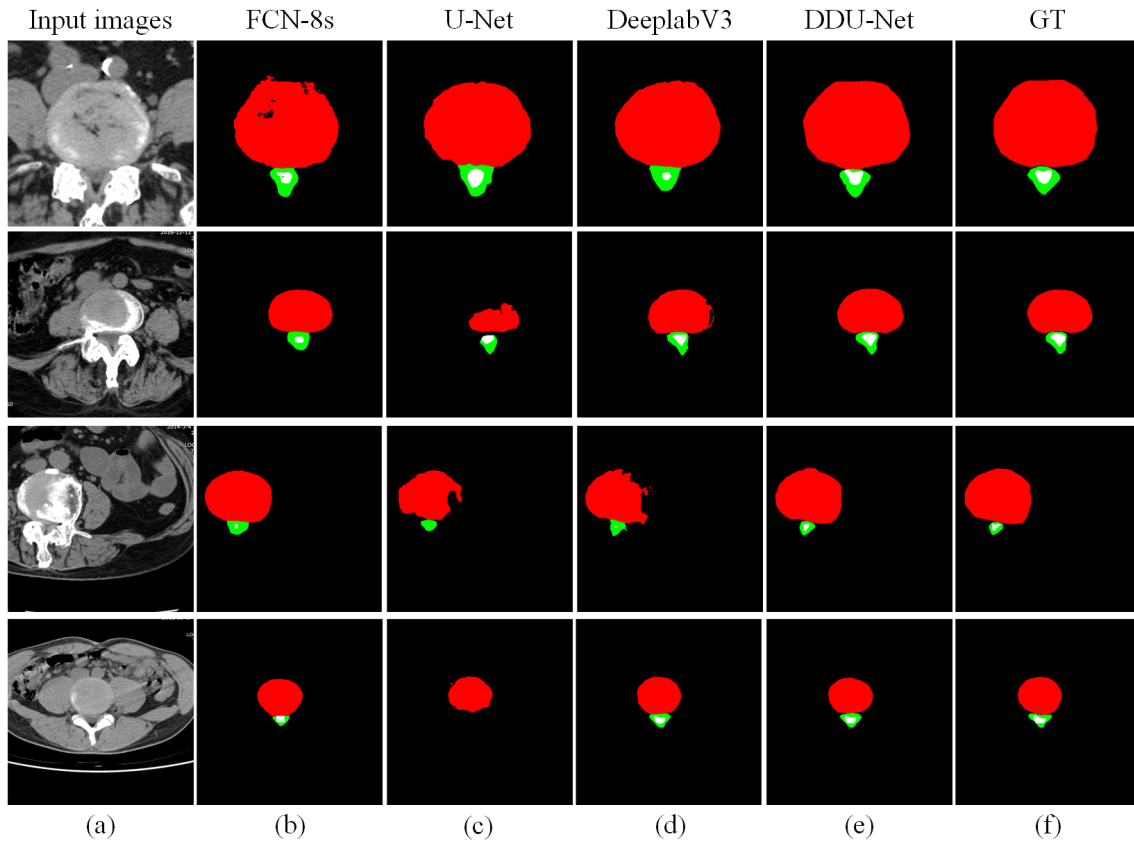 Input images FCN-8s U-Net DeeplabV3 DDU-Net GT
(a) (b) (c) (d) (e) (f)